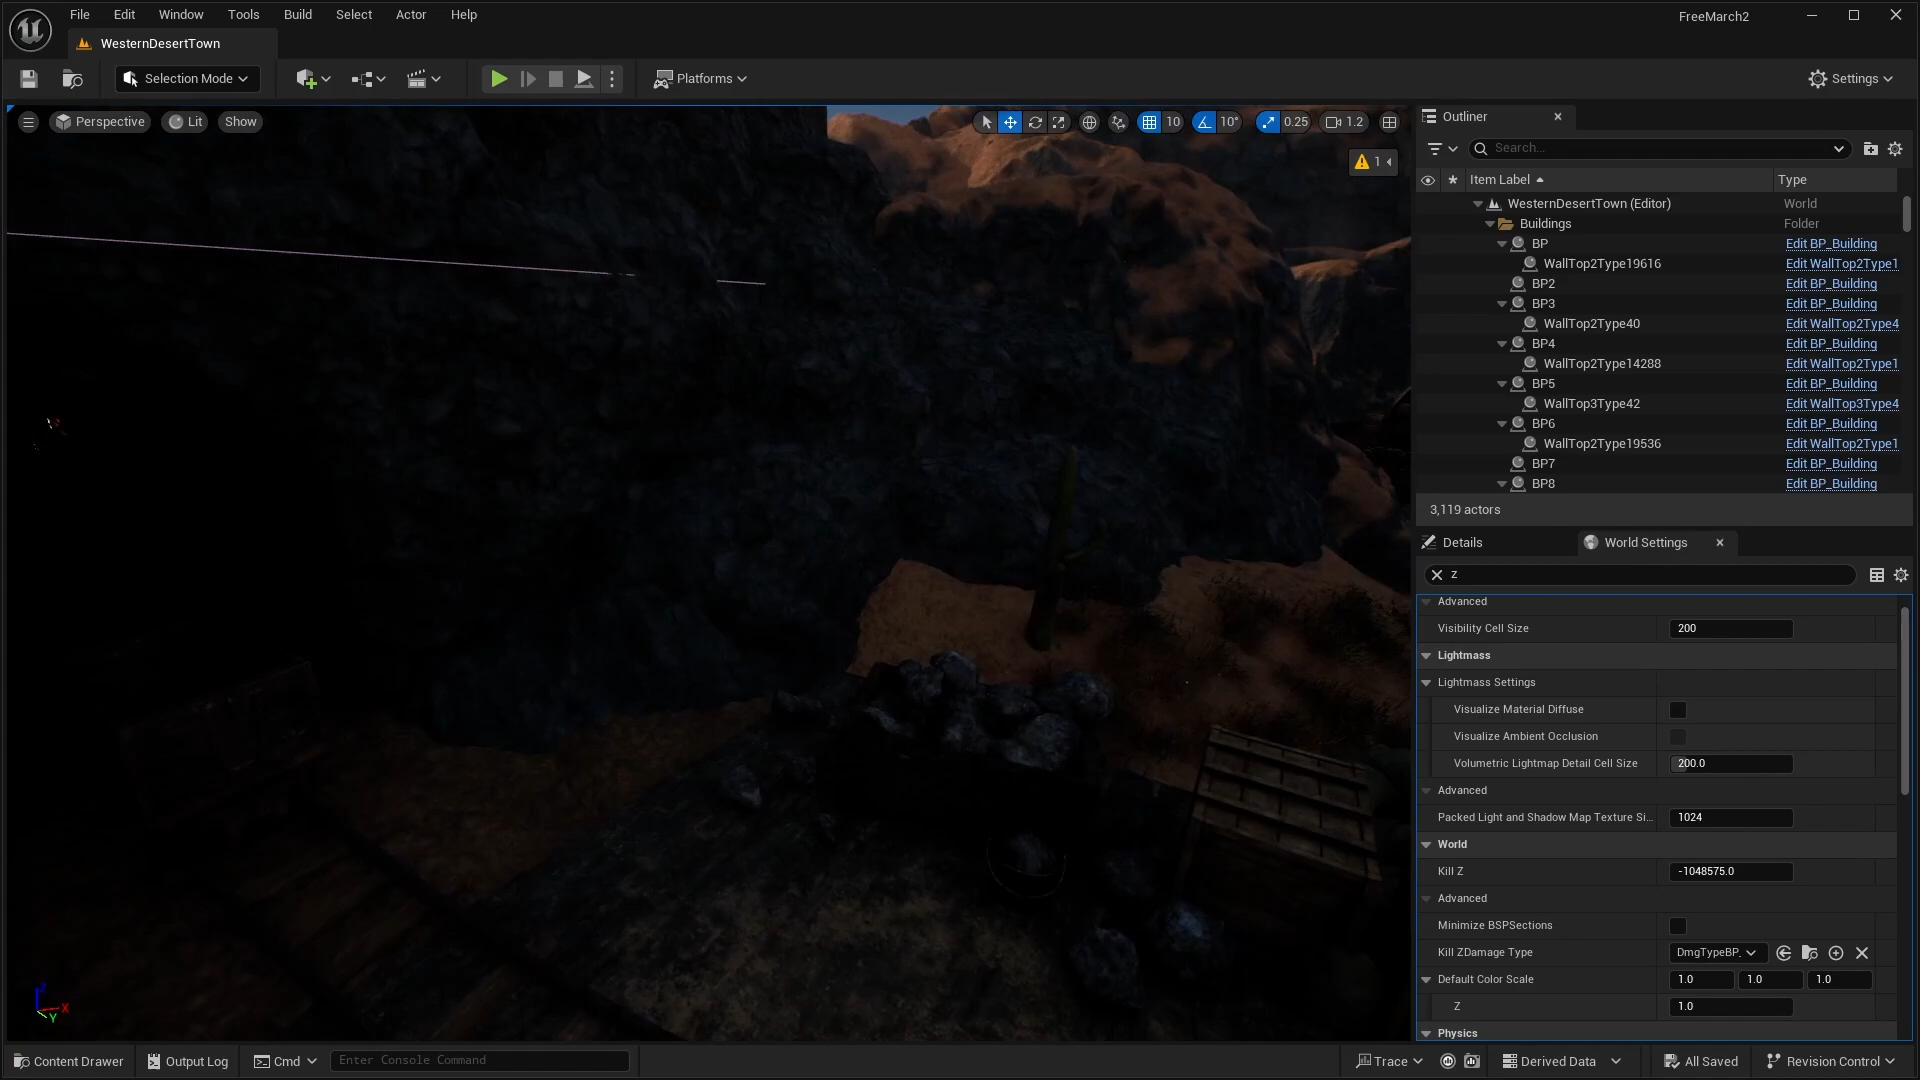 File Edit Window Tools Build Select Actor Help
FreeMarch2
WesternDesertTown
Selection Mode
Platforms
Settings
Perspective Lit Show
10 10° 0.25 1.2
1
Outliner
Search...
Item Label Type
WesternDesertTown (Editor) World
Buildings Folder
BP Edit BP_Building
WallTop2Type19616 Edit WallTop2Type1
BP2 Edit BP_Building
BP3 Edit BP_Building
WallTop2Type40 Edit WallTop2Type4
BP4 Edit BP_Building
WallTop2Type14288 Edit WallTop2Type1
BP5 Edit BP_Building
WallTop3Type42 Edit WallTop3Type4
BP6 Edit BP_Building
WallTop2Type19536 Edit WallTop2Type1
BP7 Edit BP_Building
BP8 Edit BP_Building
3,119 actors
Details World Settings
z
Advanced
Visibility Cell Size 200
Lightmass
Lightmass Settings
Visualize Material Diffuse
Visualize Ambient Occlusion
Volumetric Lightmap Detail Cell Size 200.0
Advanced
Packed Light and Shadow Map Texture Si... 1024
World
Kill Z -1048575.0
Advanced
Minimize BSPSections
Kill ZDamage Type DmgTypeBP_
Default Color Scale 1.0 1.0 1.0
Z 1.0
Physics
Z
X
Y
Content Drawer Output Log Cmd Enter Console Command
Trace Derived Data All Saved Revision Control